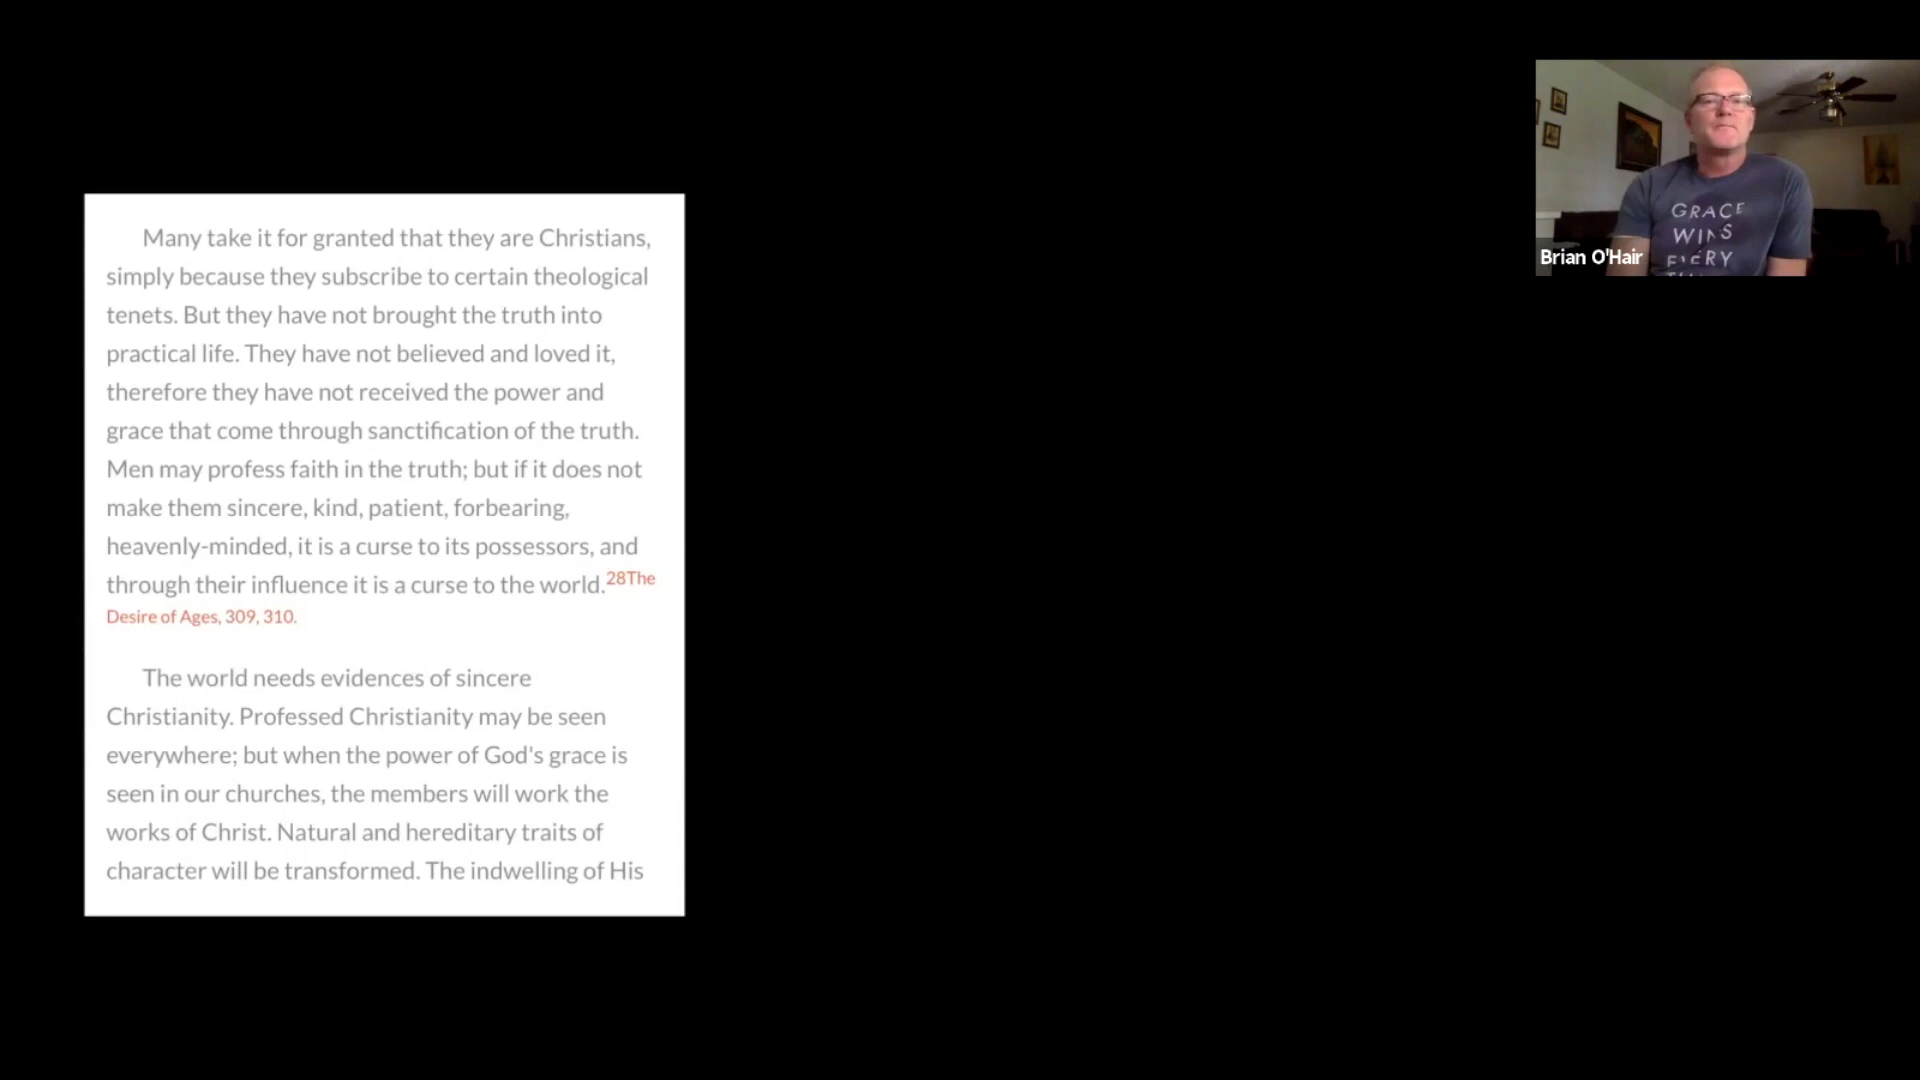 Many take it for granted that they are Christians,
simply because they subscribe to certain theological
tenets. But they have not brought the truth into
practical life. They have not believed and loved it,
therefore they have not received the power and
grace that come through sanctification of the truth.
Men may profess faith in the truth; but if it does not
make them sincere, kind, patient, forbearing,
heavenly-minded, it is a curse to its possessors, and
through their influence it is a curse to the world.28The
Desire of Ages, 309, 310.
The world needs evidences of sincere
Christianity. Professed Christianity may be seen
everywhere; but when the power of God's grace is
seen in our churches, the members will work the
works of Christ. Natural and hereditary traits of
character will be transformed. The indwelling of His
GRACE
WINS
Brian O'Hair